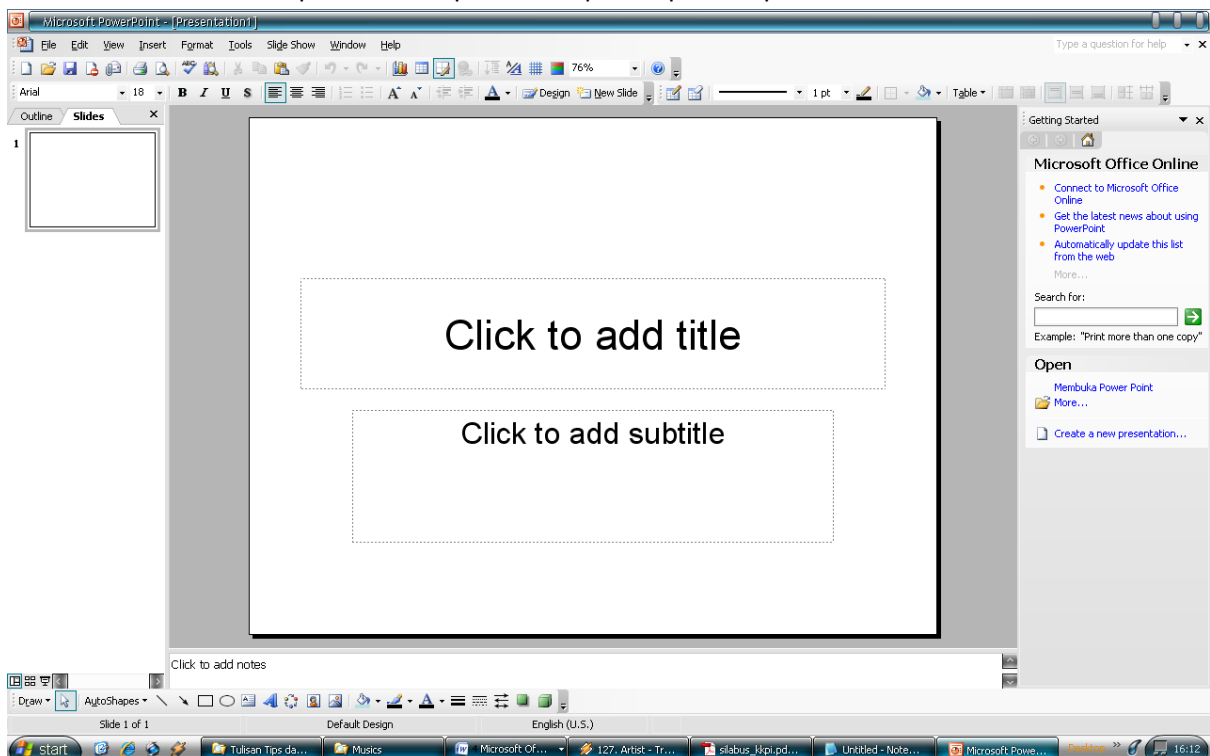 Microsoft PowerPoint - [Presentation1]
File Edit View Insert Format Tools Slide Show Window Help
Type a question for help
76%
Arial 18 B I U S A A A Design New Slide 1 pt Table
Outline Slides
Getting Started
1
Microsoft Office Online
Connect to Microsoft Office
Online
Get the latest news about using
PowerPoint
Automatically update this list
from the web
More...
Search for:
Example: "Print more than one copy"
Open
Membuka Power Point
More...
Create a new presentation...
Click to add title
Click to add subtitle
Click to add notes
Draw AutoShapes A
Slide 1 of 1 Default Design English (U.S.)
start Tulisan Tips da... Musics Microsoft Of... 127. Artist - Tr... silabus_kkpi.pd... Untitled - Note... Microsoft Powe... Desktop » 16:12